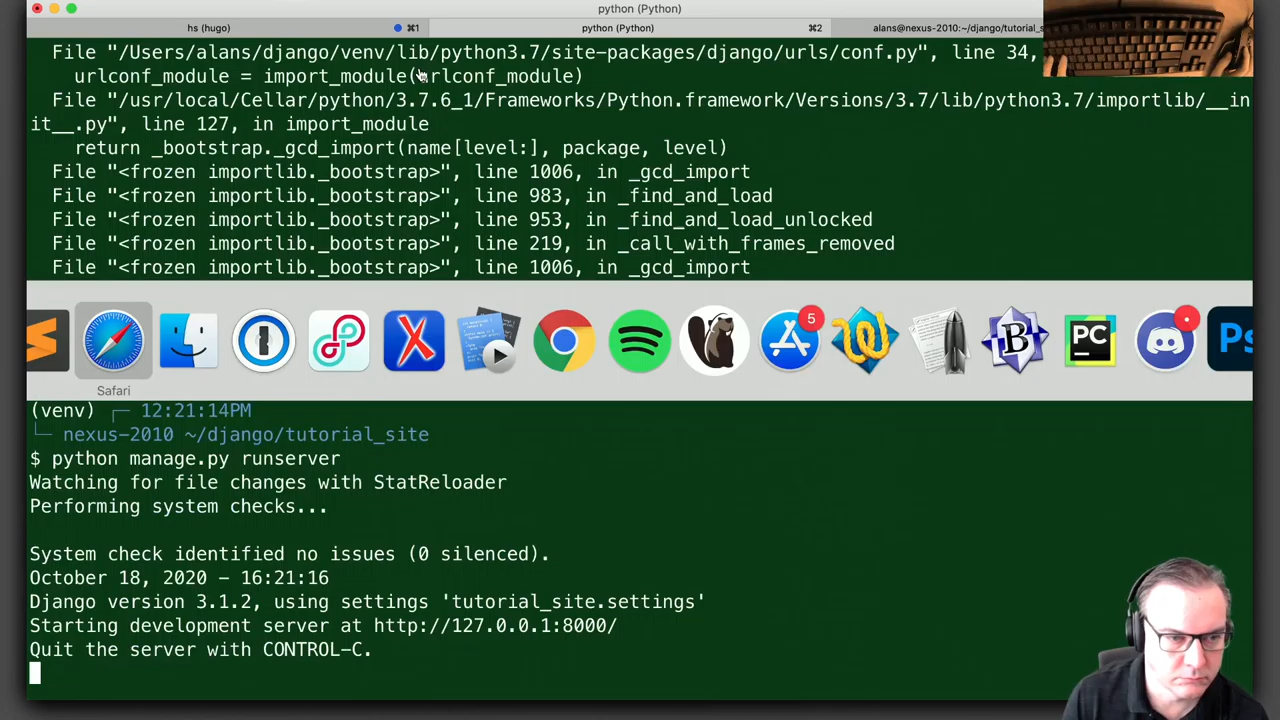 python (Python)
hs (hugo)
⌘1
python (Python)
⌘2
alans@nexus-2010:~/django/tutorial_s
File "/Users/alans/django/venv/lib/python3.7/site-packages/django/urls/conf.py", line 34,
urlconf_module = import_module(urlconf_module)
File "/usr/local/Cellar/python/3.7.6_1/Frameworks/Python.framework/Versions/3.7/lib/python3.7/importlib/__in
it__.py", line 127, in import_module
return _bootstrap._gcd_import(name[level:], package, level)
File "<frozen importlib._bootstrap>", line 1006, in _gcd_import
File "<frozen importlib._bootstrap>", line 983, in _find_and_load
File "<frozen importlib._bootstrap>", line 953, in _find_and_load_unlocked
File "<frozen importlib._bootstrap>", line 219, in _call_with_frames_removed
File "<frozen importlib._bootstrap>", line 1006, in _gcd_import
5
B
PC
Ps
Safari
(venv) ┌─ 12:21:14PM
└─ nexus-2010 ~/django/tutorial_site
$ python manage.py runserver
Watching for file changes with StatReloader
Performing system checks...
System check identified no issues (0 silenced).
October 18, 2020 - 16:21:16
Django version 3.1.2, using settings 'tutorial_site.settings'
Starting development server at http://127.0.0.1:8000/
Quit the server with CONTROL-C.